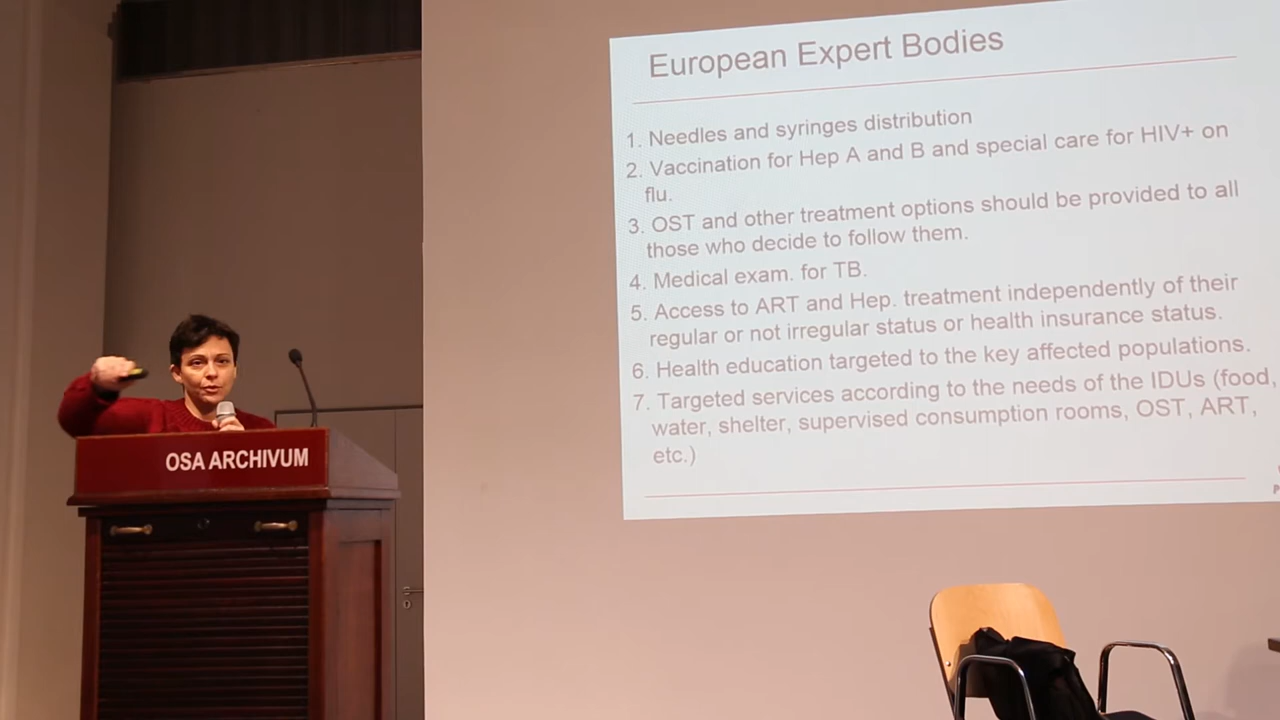 European Expert Bodies
1. Needles and syringes distribution
2. Vaccination for Hep A and B and special care for HIV+ on
flu.
3. OST and other treatment options should be provided to all
those who decide to follow them.
4. Medical exam. for TB.
5. Access to ART and Hep. treatment independently of their
regular or not irregular status or health insurance status.
6. Health education targeted to the key affected populations.
7. Targeted services according to the needs of the IDUs (food,
water, shelter, supervised consumption rooms, OST, ART,
etc.)
OSA ARCHIVUM